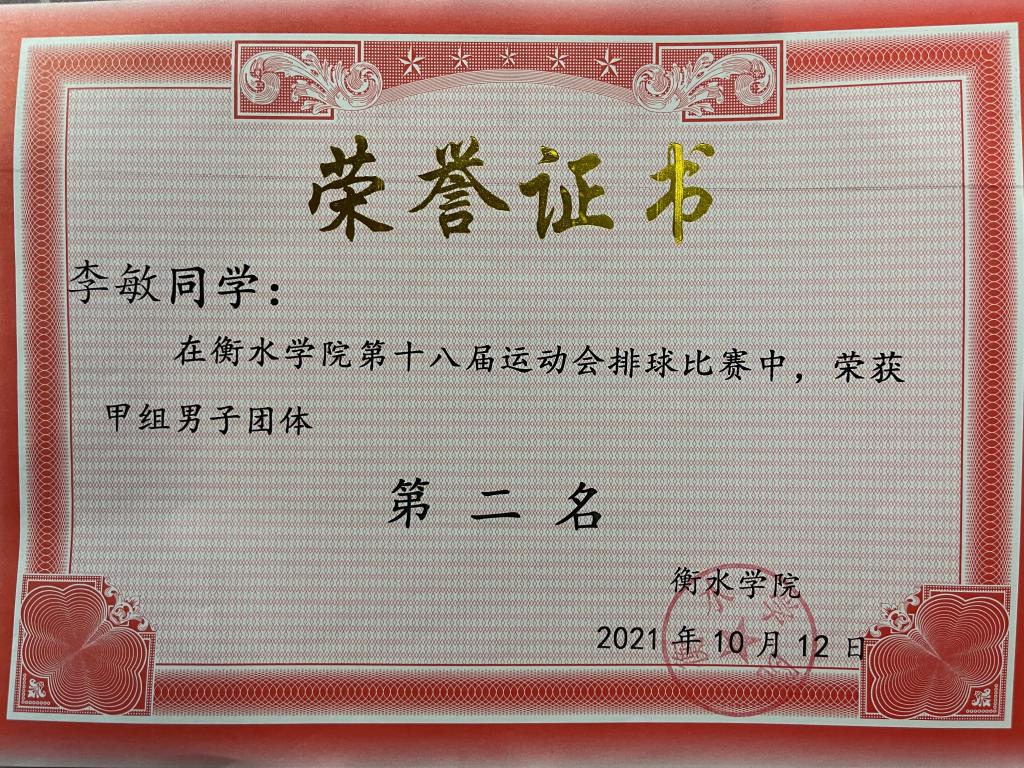 荣誉证书
李敏同学：
在衡水学院第十八届运动会排球比赛中，荣获
甲组男子团体
第二名
衡水学院
2021年10月12日